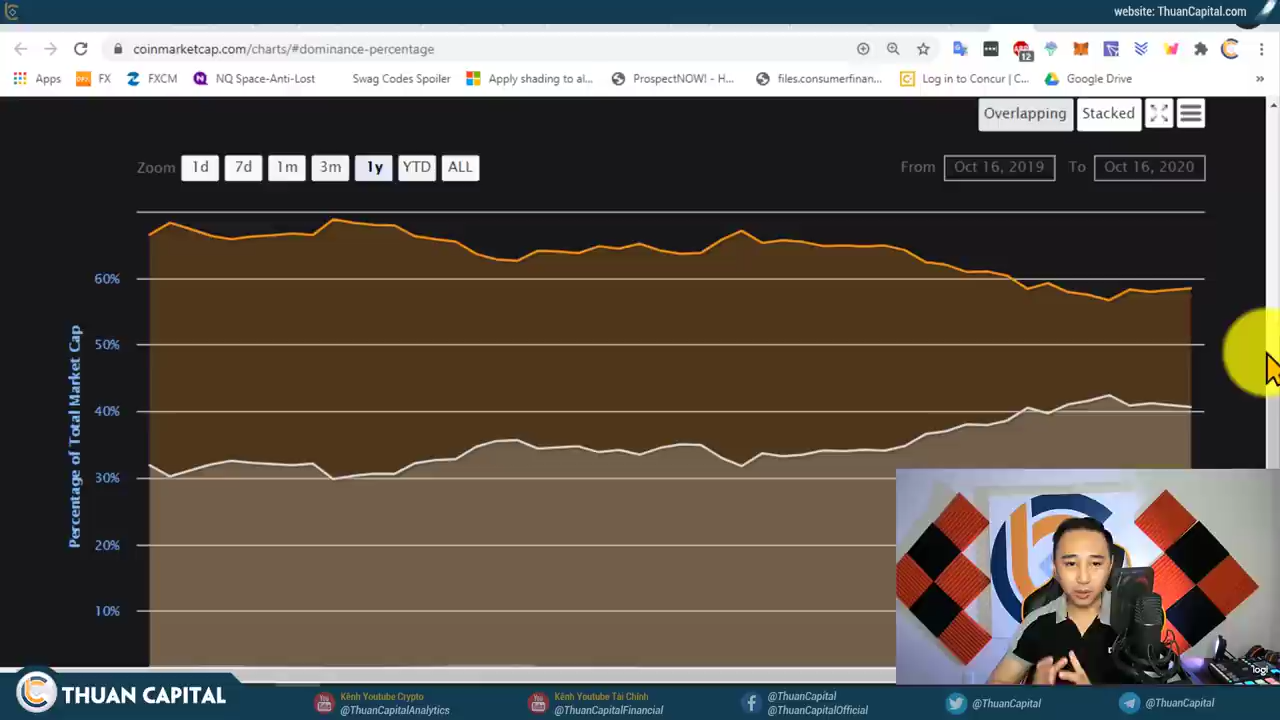 website: ThuanCapital.com
coinmarketcap.com/charts/#dominance-percentage
12
Apps FX FXCM NQ Space-Anti-Lost Swag Codes Spoiler Apply shading to al... ProspectNOW! - H... files.consumerfinan... Log in to Concur | C... Google Drive »
Overlapping Stacked
Zoom 1d 7d 1m 3m 1y YTD ALL From Oct 16, 2019 To Oct 16, 2020
60%
50%
40%
30%
20%
10%
Percentage of Total Market Cap
logi
THUAN CAPITAL
Kênh Youtube Crypto
@ThuanCapitalAnalytics
Kênh Youtube Tài Chính
@ThuanCapitalFinancial
@ThuanCapital
@ThuanCapitalOfficial
@ThuanCapital
@ThuanCapital